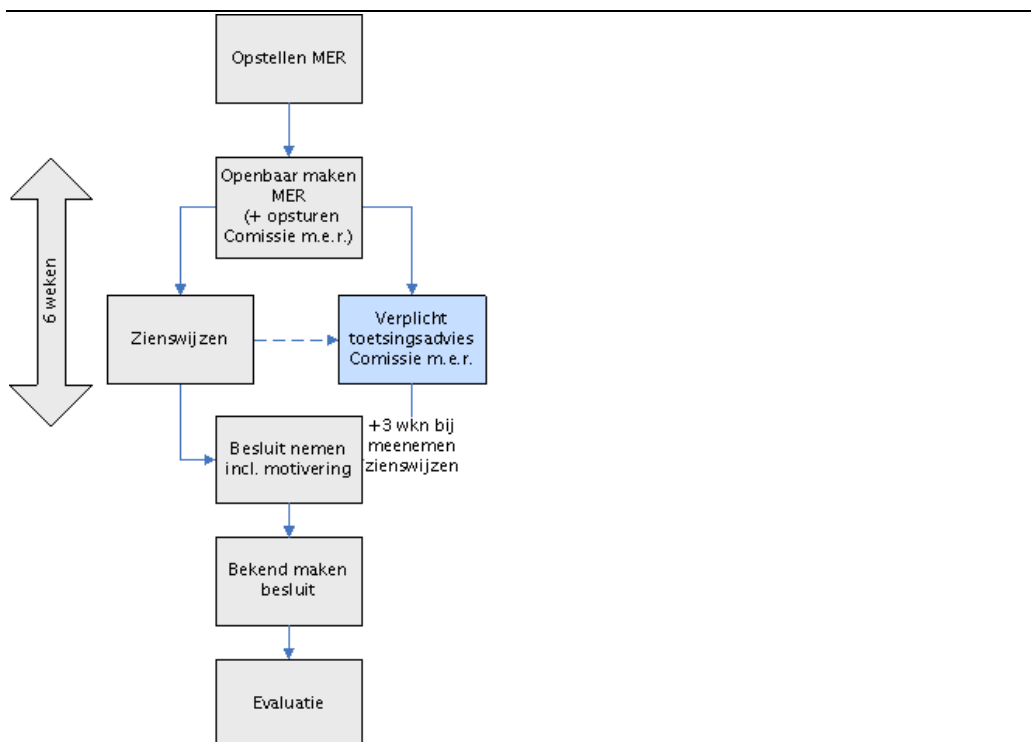 Opstellen MER
Openbaar maken
MER
(+ opsturen
Comissie m.e.r.)
6 weken
Zienswijzen
Verplicht
toetsingsadvies
Comissie m.e.r.
+3 wkn bij
meenemen
zienswijzen
Besluit nemen
incl. motivering
Bekend maken
besluit
Evaluatie